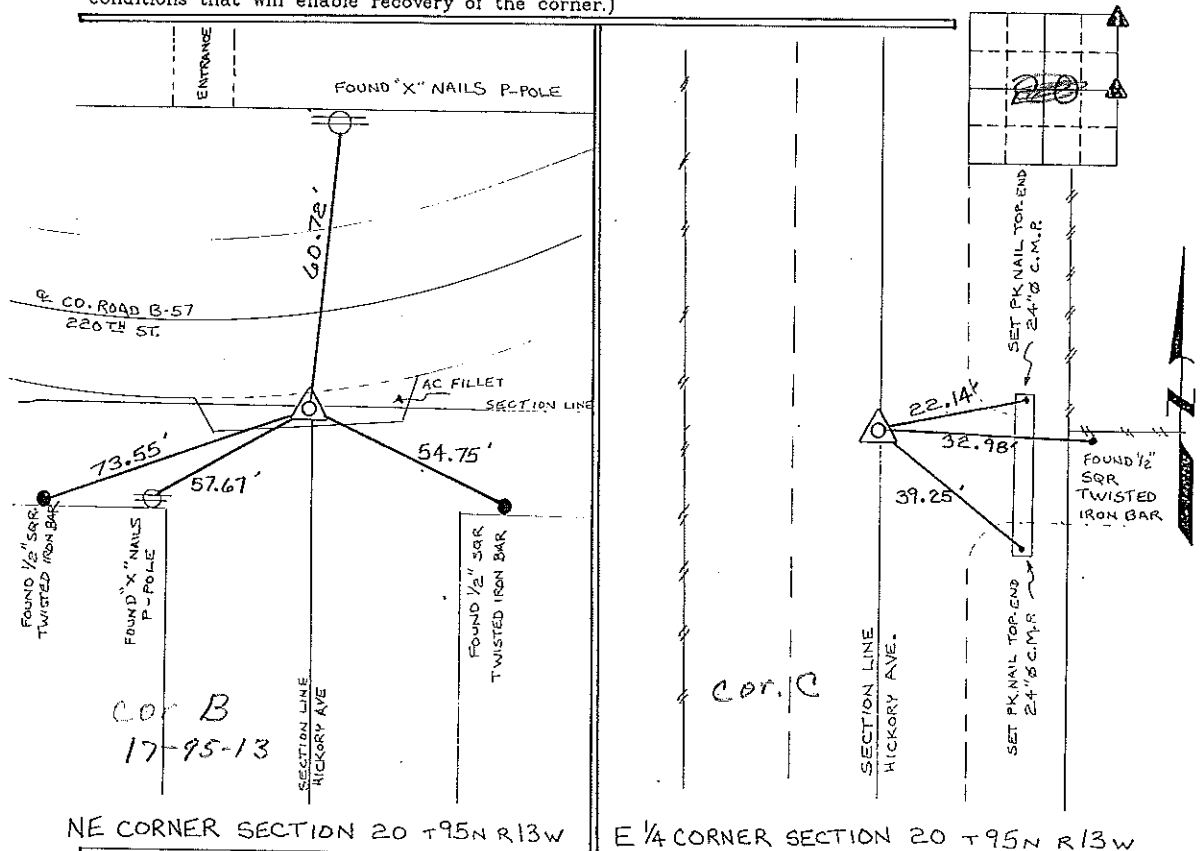 conditions that will enable recovery of the corner.)
ENTRANCE
FOUND "X" NAILS P-POLE
60.72'
℄ CO. ROAD B-57
220TH ST.
AC FILLET
SECTION LINE
73.55'
57.67'
54.75'
FOUND 1/2" SQR.
TWISTED IRON BAR
FOUND "X" NAILS
P-POLE
FOUND 1/2" SQR
TWISTED IRON BAR
SECTION LINE
HICKORY AVE
Cor B
17-95-13
NE CORNER SECTION 20 T95N R13W
20
SET PK NAIL TOP-END
24"Ø C.M.P.
22.14'
32.98'
39.25'
FOUND 1/2"
SQR
TWISTED
IRON BAR
N
SECTION LINE
HICKORY AVE.
SET PK NAIL TOP-END
24"Ø C.M.P.
Cor. C
E 1/4 CORNER SECTION 20 T95N R13W